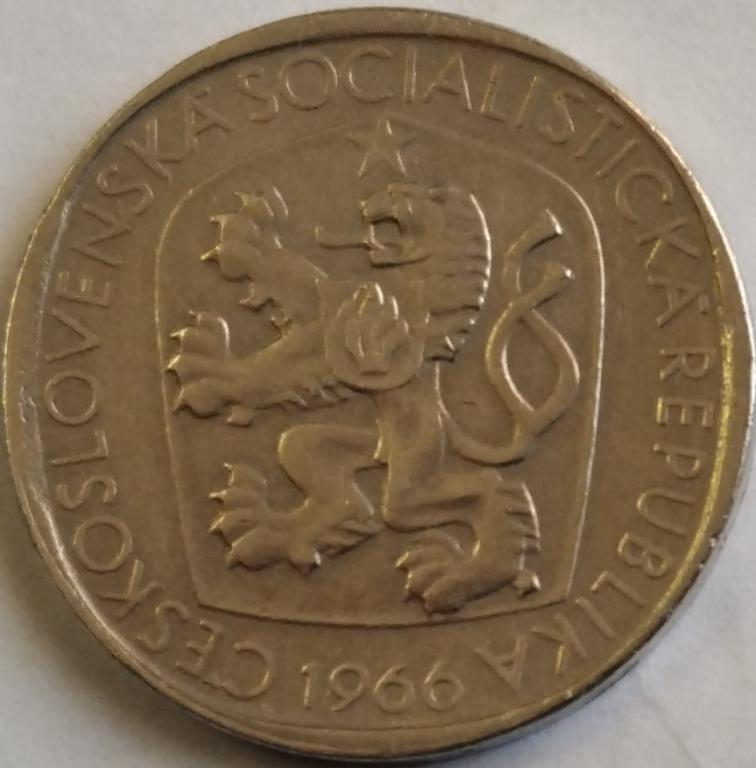 ČESKOSLOVENSKÁ SOCIALISTICKÁ REPUBLIKA
1966